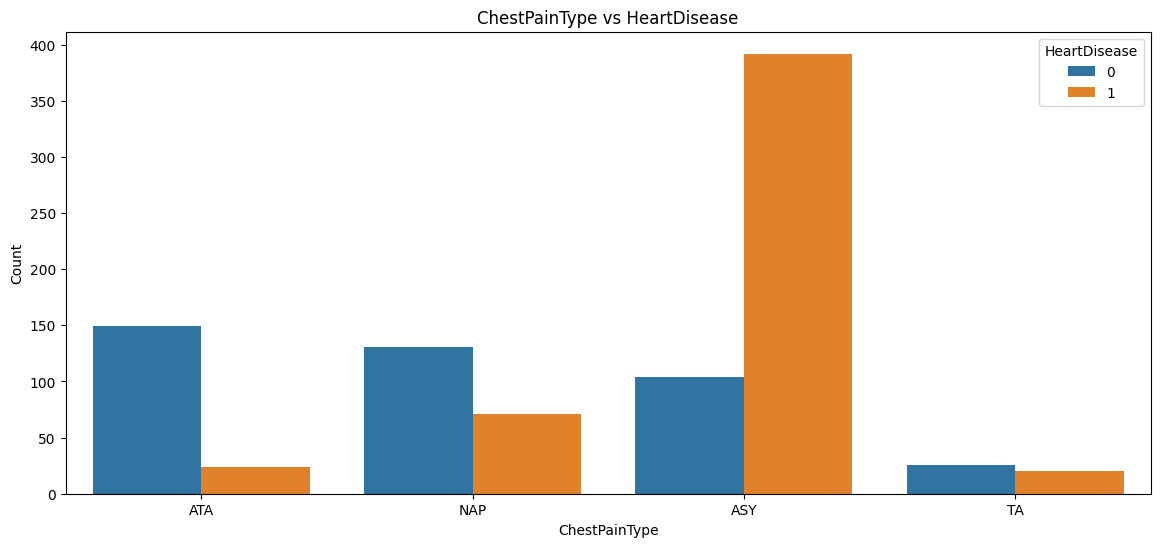 ChestPainType vs HeartDisease
HeartDisease
0
1
400
350
300
250
200
150
100
50
0
Count
ATA NAP ASY TA
ChestPainType